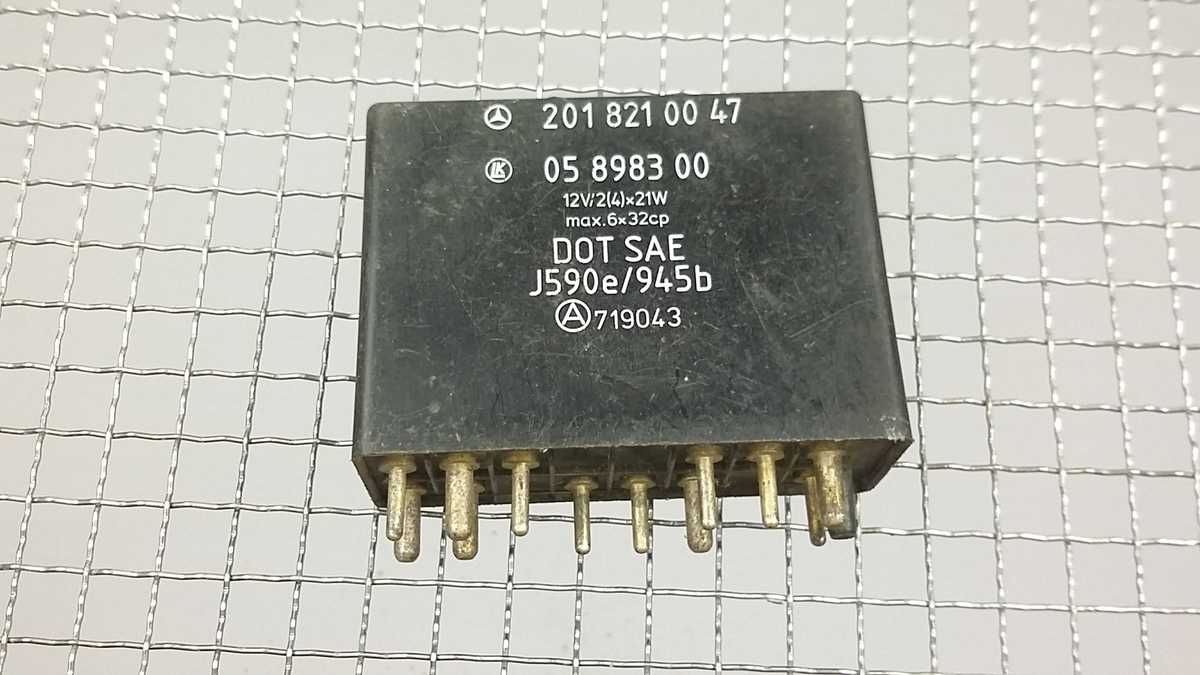 201 821 00 47
LK 05 8983 00
12V/2(4)×21W
max.6×32cp
DOT SAE
J590e/945b
A 719043